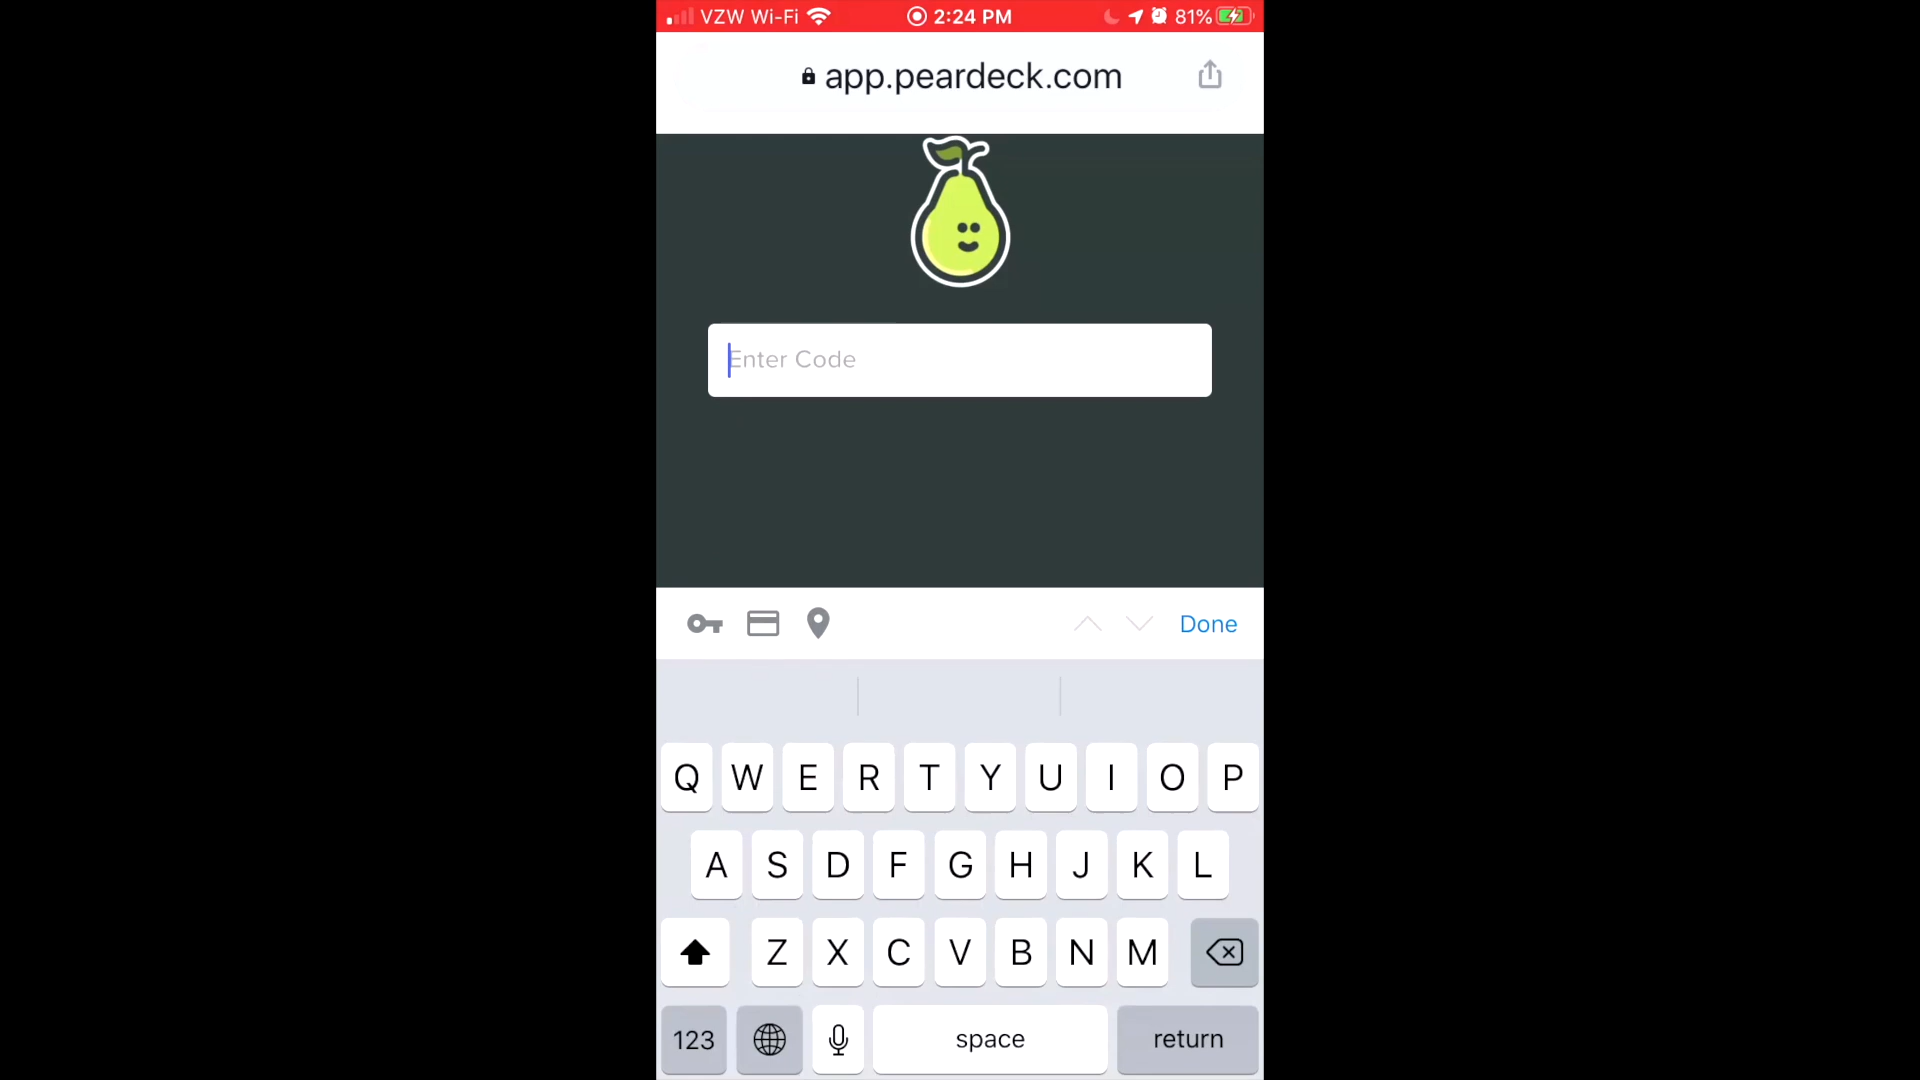 VZW Wi-Fi 2:24 PM 81%
app.peardeck.com
Enter Code
Done
Q W E R T Y U I O P
A S D F G H J K L
Z X C V B N M
123 space return